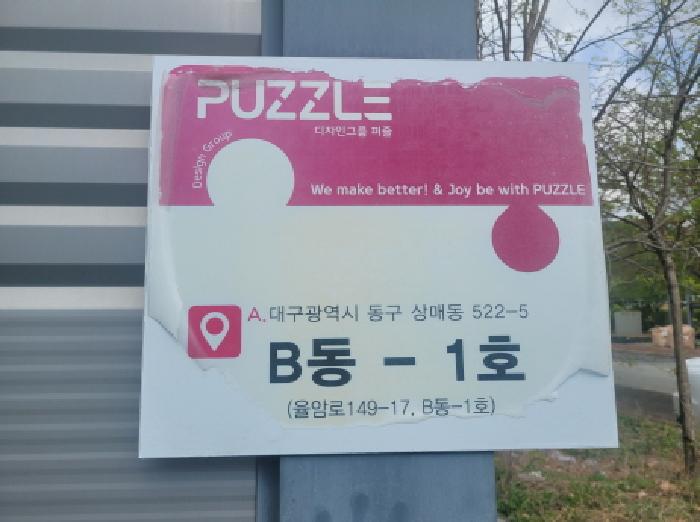 PUZZLE
디자인그룹 퍼즐
Design Group
We make better! & Joy be with PUZZLE
A. 대구광역시 동구 상매동 522-5
B동 - 1호
(율암로149-17, B동-1호)